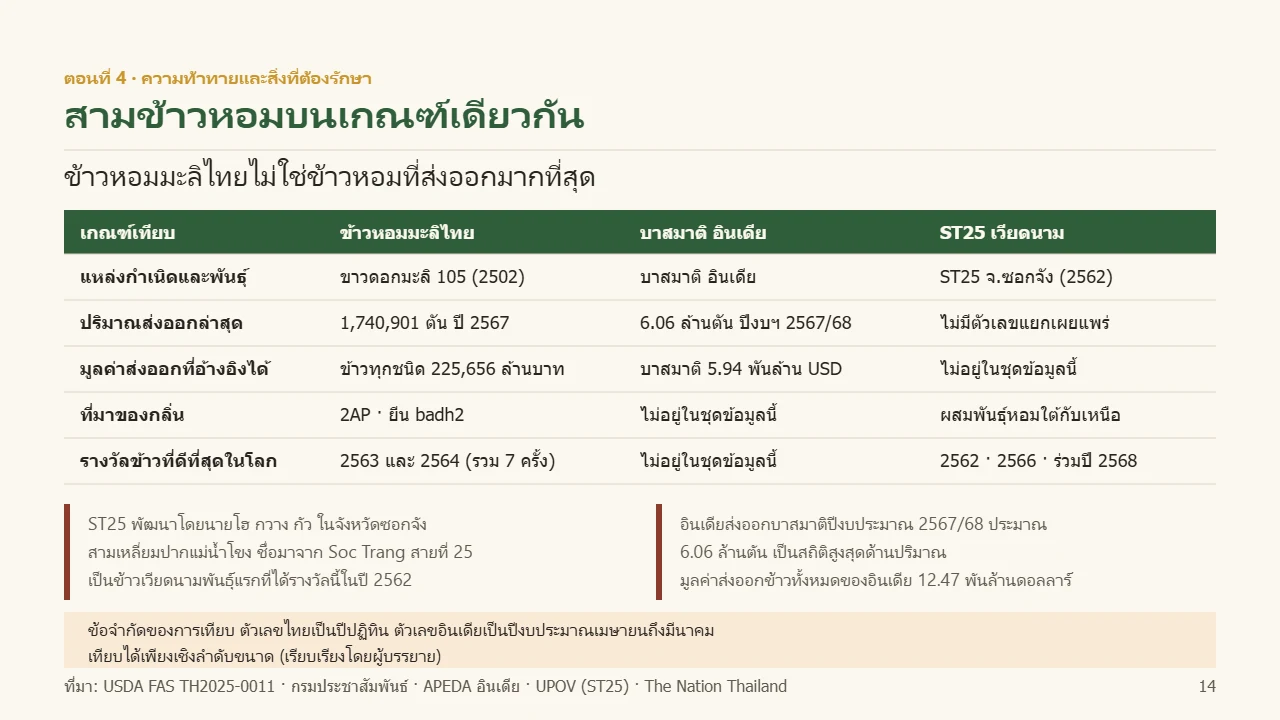 ตอนที่ 4 · ความท้าทายและสิ่งที่ต้องรักษา
สามข้าวหอมบนเกณฑ์เดียวกัน
ข้าวหอมมะลิไทยไม่ใช่ข้าวหอมที่ส่งออกมากที่สุด
เกณฑ์เทียบ ข้าวหอมมะลิไทย บาสมาติ อินเดีย ST25 เวียดนาม
แหล่งกำเนิดและพันธุ์ ขาวดอกมะลิ 105 (2502) บาสมาติ อินเดีย ST25 จ.ซอกจัง (2562)
ปริมาณส่งออกล่าสุด 1,740,901 ตัน ปี 2567 6.06 ล้านตัน ปีงบฯ 2567/68 ไม่มีตัวเลขแยกเผยแพร่
มูลค่าส่งออกที่อ้างอิงได้ ข้าวทุกชนิด 225,656 ล้านบาท บาสมาติ 5.94 พันล้าน USD ไม่อยู่ในชุดข้อมูลนี้
ที่มาของกลิ่น 2AP · ยีน badh2 ไม่อยู่ในชุดข้อมูลนี้ ผสมพันธุ์หอมใต้กับเหนือ
รางวัลข้าวที่ดีที่สุดในโลก 2563 และ 2564 (รวม 7 ครั้ง) ไม่อยู่ในชุดข้อมูลนี้ 2562 · 2566 · ร่วมปี 2568
ST25 พัฒนาโดยนายโฮ กวาง กัว ในจังหวัดซอกจัง
สามเหลี่ยมปากแม่น้ำโขง ชื่อมาจาก Soc Trang สายที่ 25
เป็นข้าวเวียดนามพันธุ์แรกที่ได้รางวัลนี้ในปี 2562
อินเดียส่งออกบาสมาติปีงบประมาณ 2567/68 ประมาณ
6.06 ล้านตัน เป็นสถิติสูงสุดด้านปริมาณ
มูลค่าส่งออกข้าวทั้งหมดของอินเดีย 12.47 พันล้านดอลลาร์
ข้อจำกัดของการเทียบ ตัวเลขไทยเป็นปีปฏิทิน ตัวเลขอินเดียเป็นปีงบประมาณเมษายนถึงมีนาคม
เทียบได้เพียงเชิงลำดับขนาด (เรียบเรียงโดยผู้บรรยาย)
ที่มา: USDA FAS TH2025-0011 · กรมประชาสัมพันธ์ · APEDA อินเดีย · UPOV (ST25) · The Nation Thailand 14